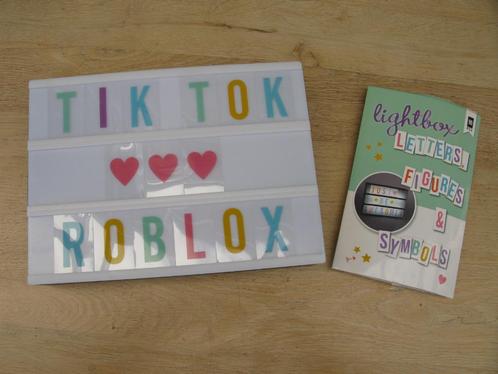 TIK TOK
ROBLOX
lightbox
LETTERS,
FIGURES
&
SYMBOLS